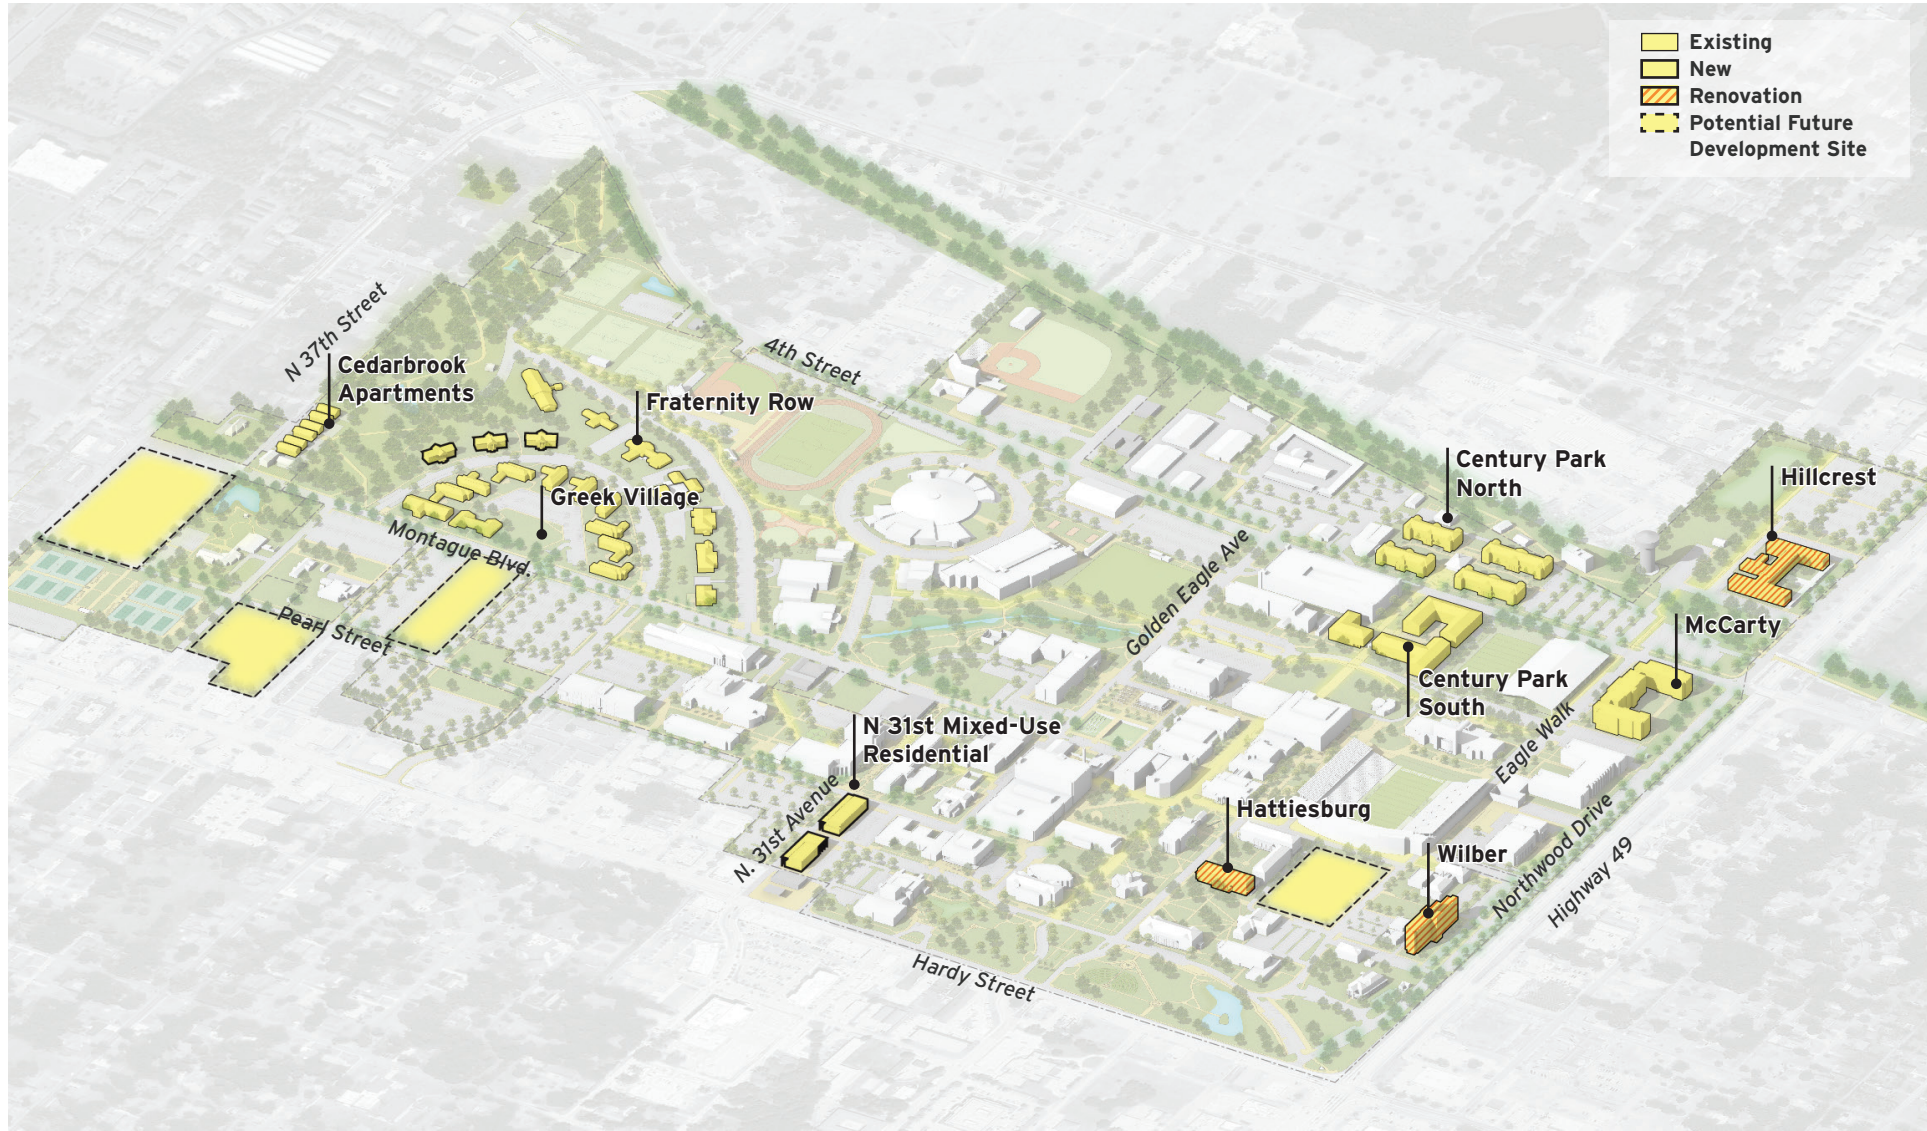 Existing
New
Renovation
Potential Future
Development Site
N 37th Street
Cedarbrook
Apartments
4th Street
Fraternity Row
Greek Village
Montague Blvd.
Pearl Street
Century Park
North
Hillcrest
Golden Eagle Ave
McCarty
Century Park
South
Eagle Walk
N 31st Mixed-Use
Residential
N. 31st Avenue
Hattiesburg
Wilber
Northwood Drive
Highway 49
Hardy Street